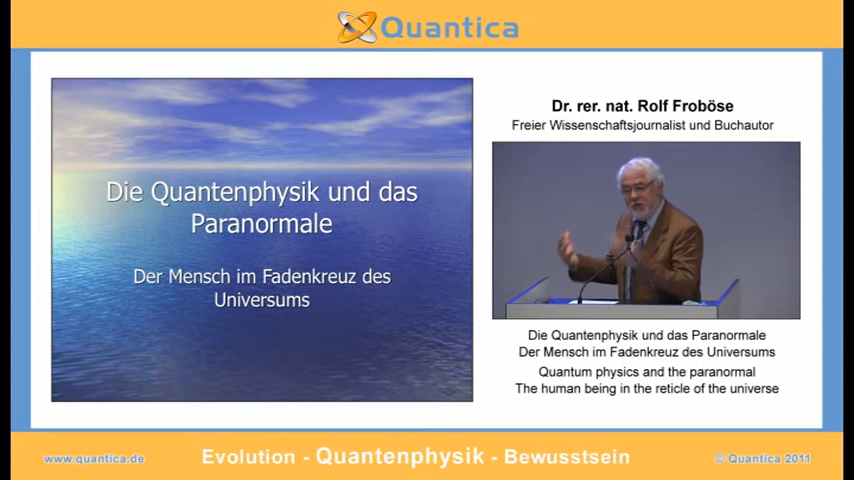 Quantica
Die Quantenphysik und das
Paranormale
Der Mensch im Fadenkreuz des
Universums
Dr. rer. nat. Rolf Froböse
Freier Wissenschaftsjournalist und Buchautor
Die Quantenphysik und das Paranormale
Der Mensch im Fadenkreuz des Universums
Quantum physics and the paranormal
The human being in the reticle of the universe
www.quantica.de
Evolution - Quantenphysik - Bewusstsein
© Quantica 2011